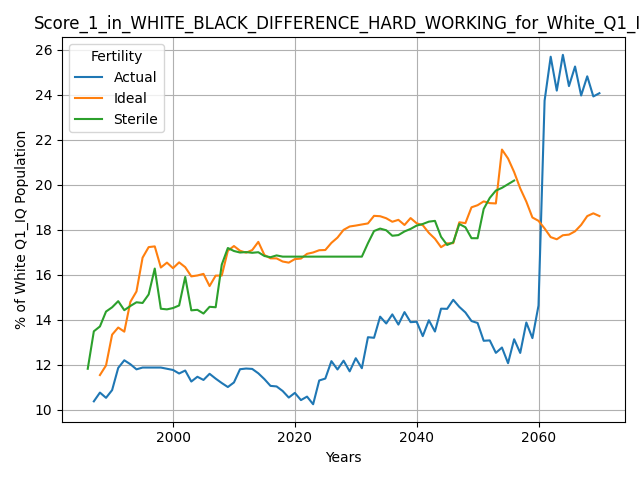 Score_1_in_WHITE_BLACK_DIFFERENCE_HARD_WORKING_for_White_Q1_I
Fertility
Actual
Ideal
Sterile
% of White Q1_IQ Population
26
24
22
20
18
16
14
12
10
2000
2020
2040
2060
Years